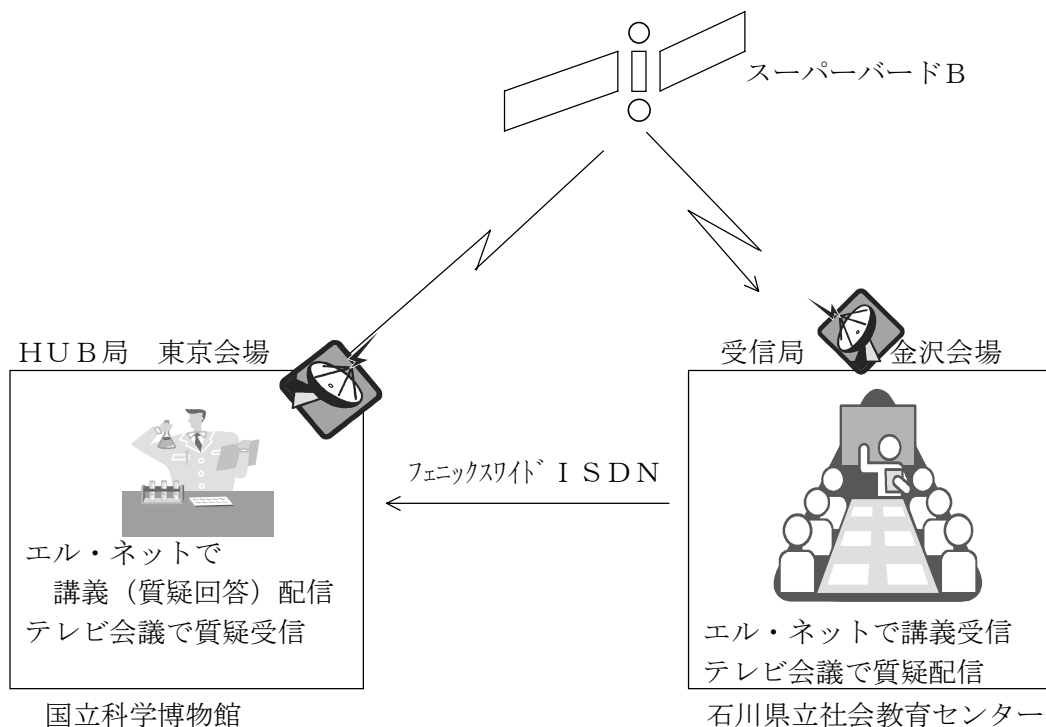 スーパーバードＢ
ＨＵＢ局　東京会場
受信局　金沢会場
ﾌｪﾆｯｸｽﾜｲﾄﾞ ＩＳＤＮ
エル・ネットで
講義（質疑回答）配信
テレビ会議で質疑受信
エル・ネットで講義受信
テレビ会議で質疑配信
国立科学博物館
石川県立社会教育センター